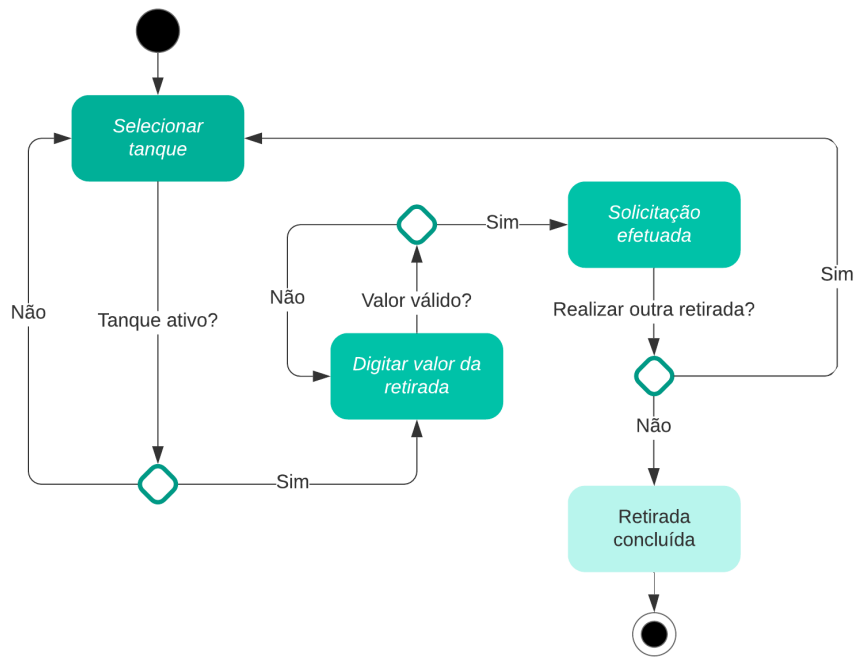 Selecionar
tanque
Tanque ativo?
Não
Sim
Digitar valor da
retirada
Valor válido?
Não
Sim
Solicitação
efetuada
Realizar outra retirada?
Sim
Não
Retirada
concluída